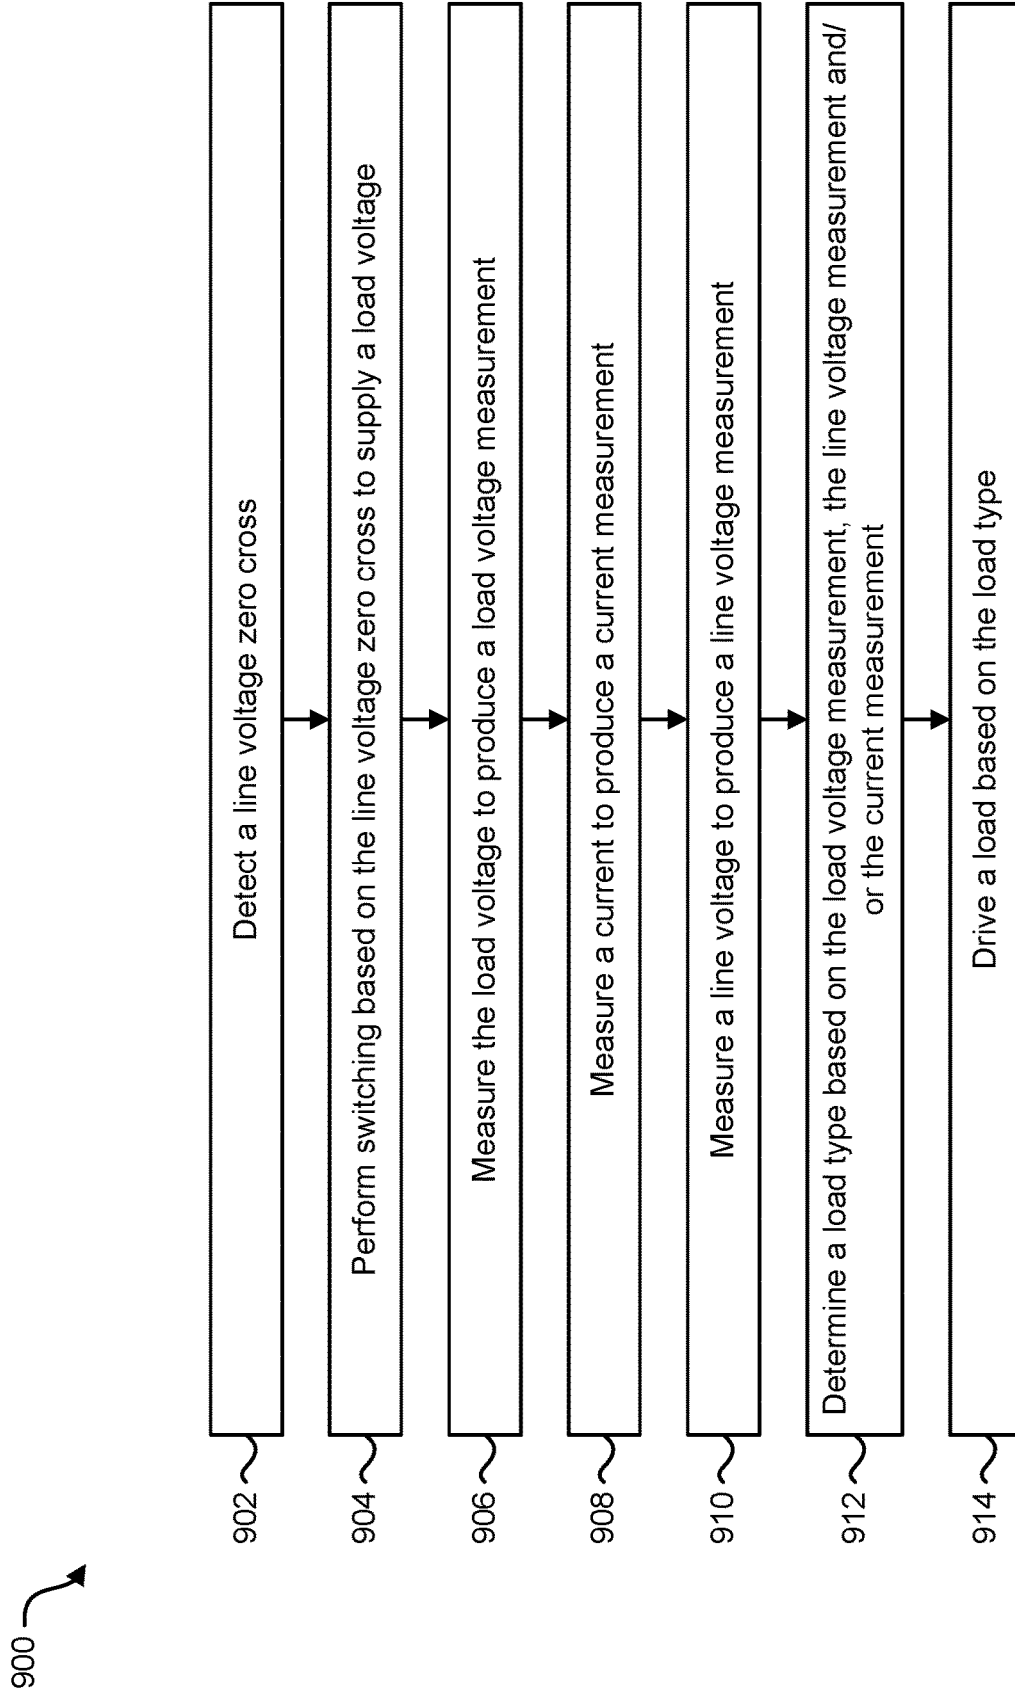 900
902
Detect a line voltage zero cross
904
Perform switching based on the line voltage zero cross to supply a load voltage
906
Measure the load voltage to produce a load voltage measurement
908
Measure a current to produce a current measurement
910
Measure a line voltage to produce a line voltage measurement
912
Determine a load type based on the load voltage measurement, the line voltage measurement and/
or the current measurement
914
Drive a load based on the load type